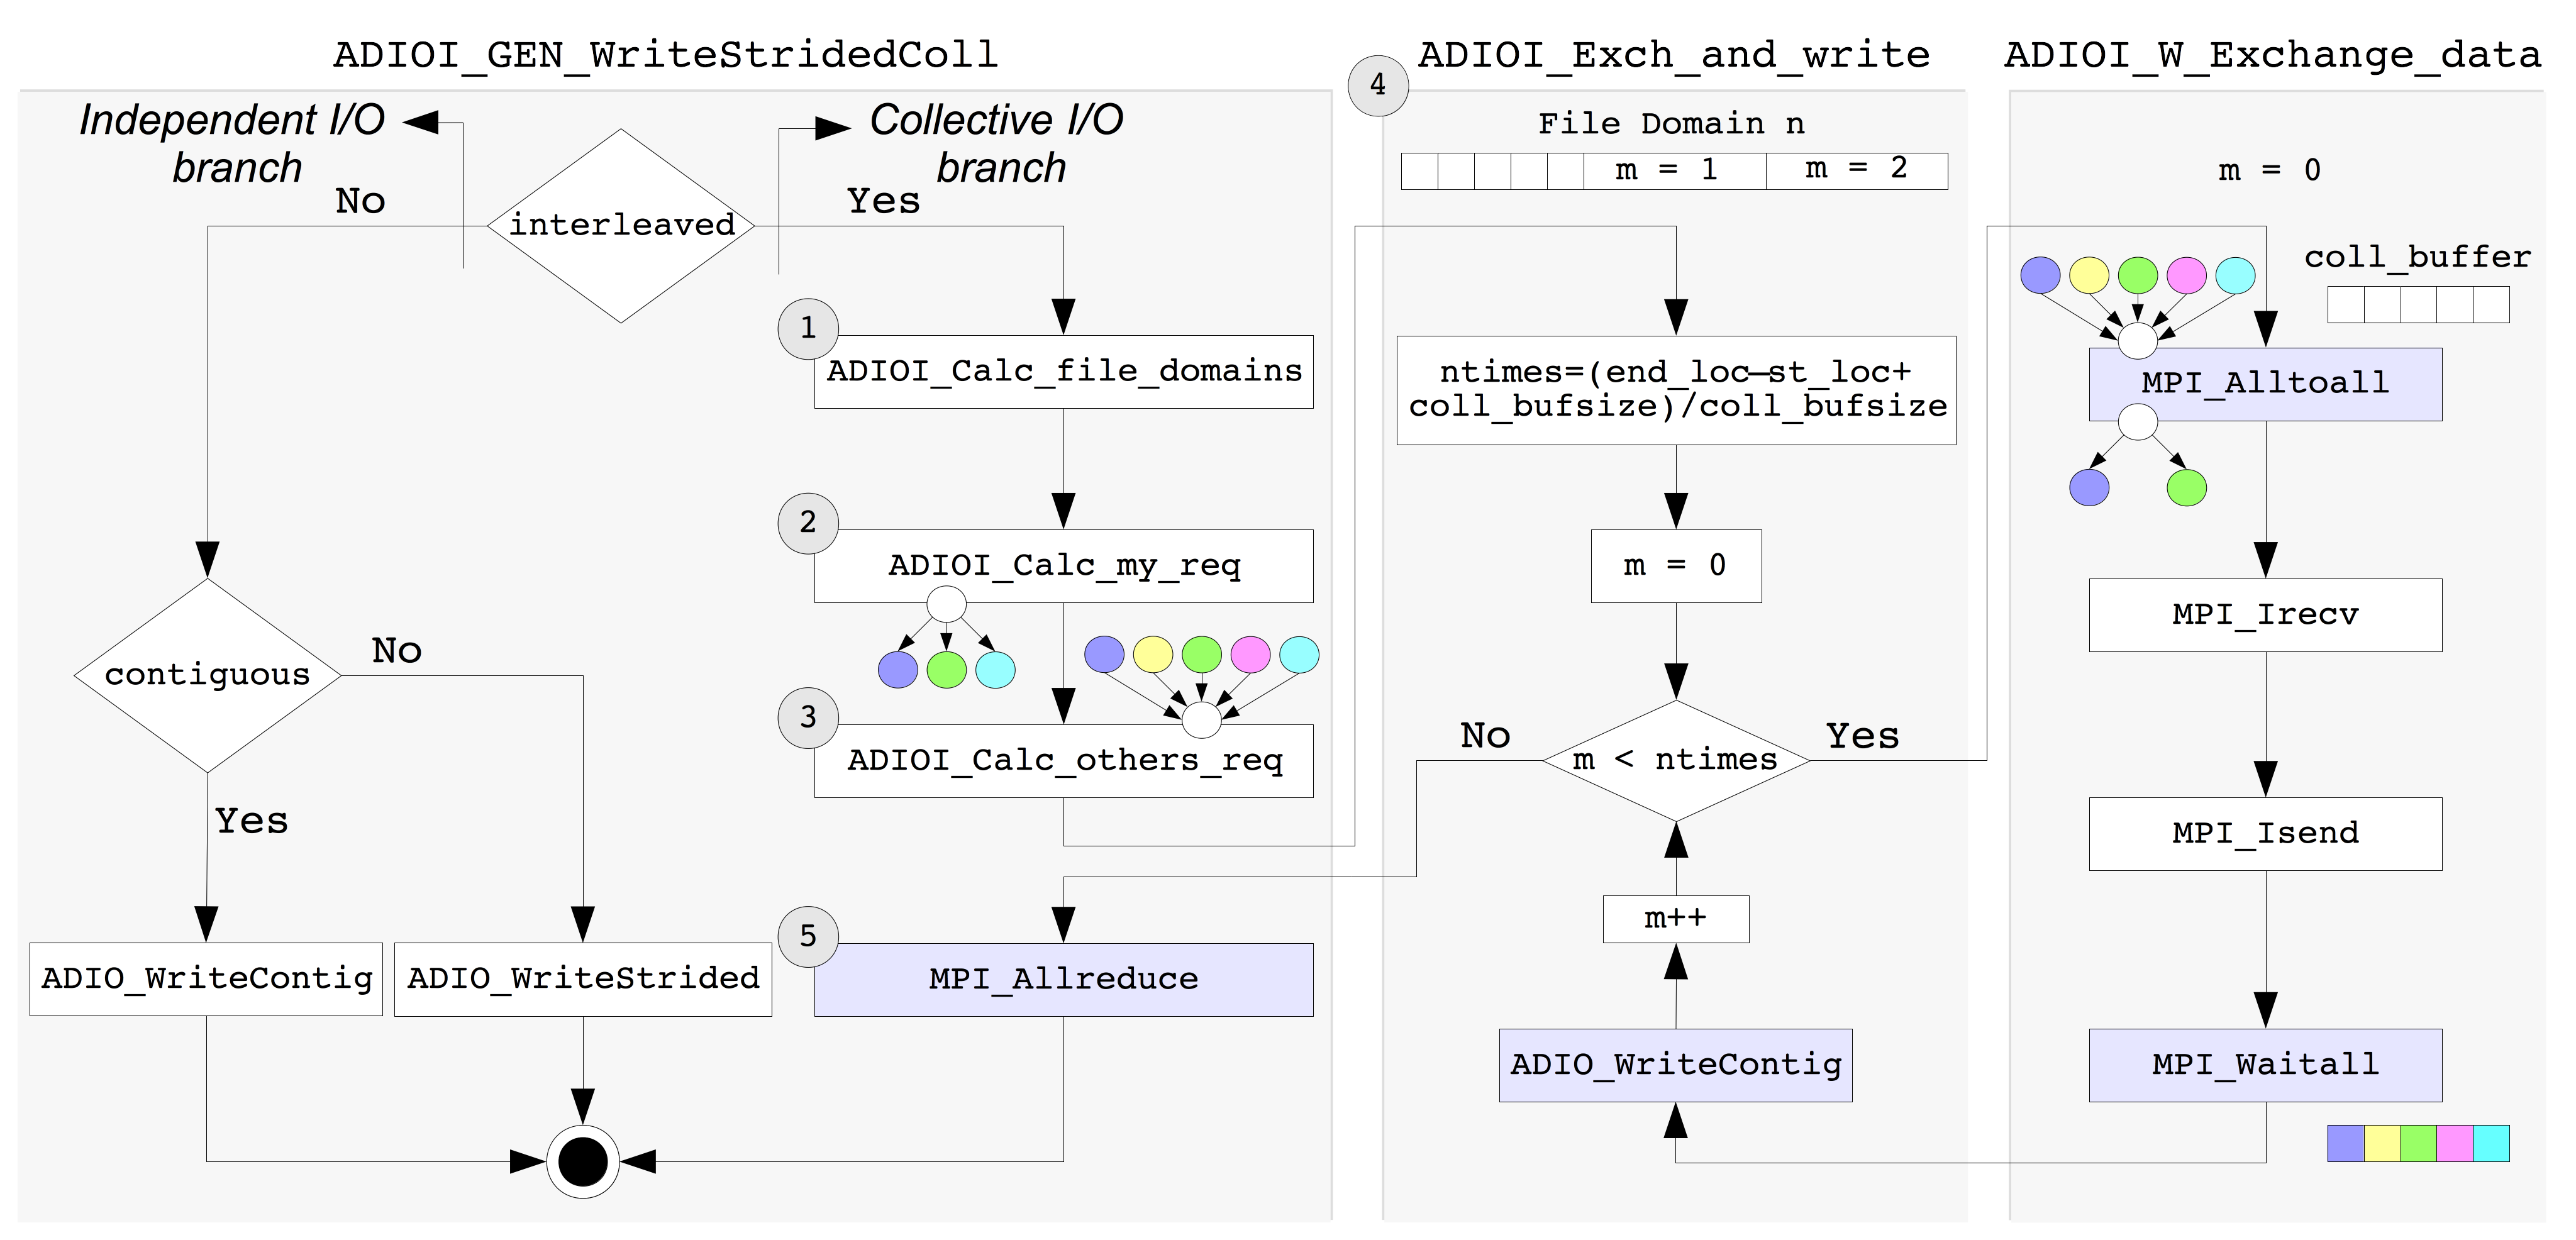 ADIOI_GEN_WriteStridedColl
Independent I/O
branch
Collective I/O
branch
No
interleaved
Yes
1
ADIOI_Calc_file_domains
2
ADIOI_Calc_my_req
contiguous
No
3
ADIOI_Calc_others_req
Yes
ADIO_WriteContig
ADIO_WriteStrided
5
MPI_Allreduce
4
ADIOI_Exch_and_write
File Domain n
m = 1
m = 2
ntimes=(end_loc–st_loc+
coll_bufsize)/coll_bufsize
m = 0
No
m < ntimes
Yes
m++
ADIO_WriteContig
ADIOI_W_Exchange_data
m = 0
coll_buffer
MPI_Alltoall
MPI_Irecv
MPI_Isend
MPI_Waitall